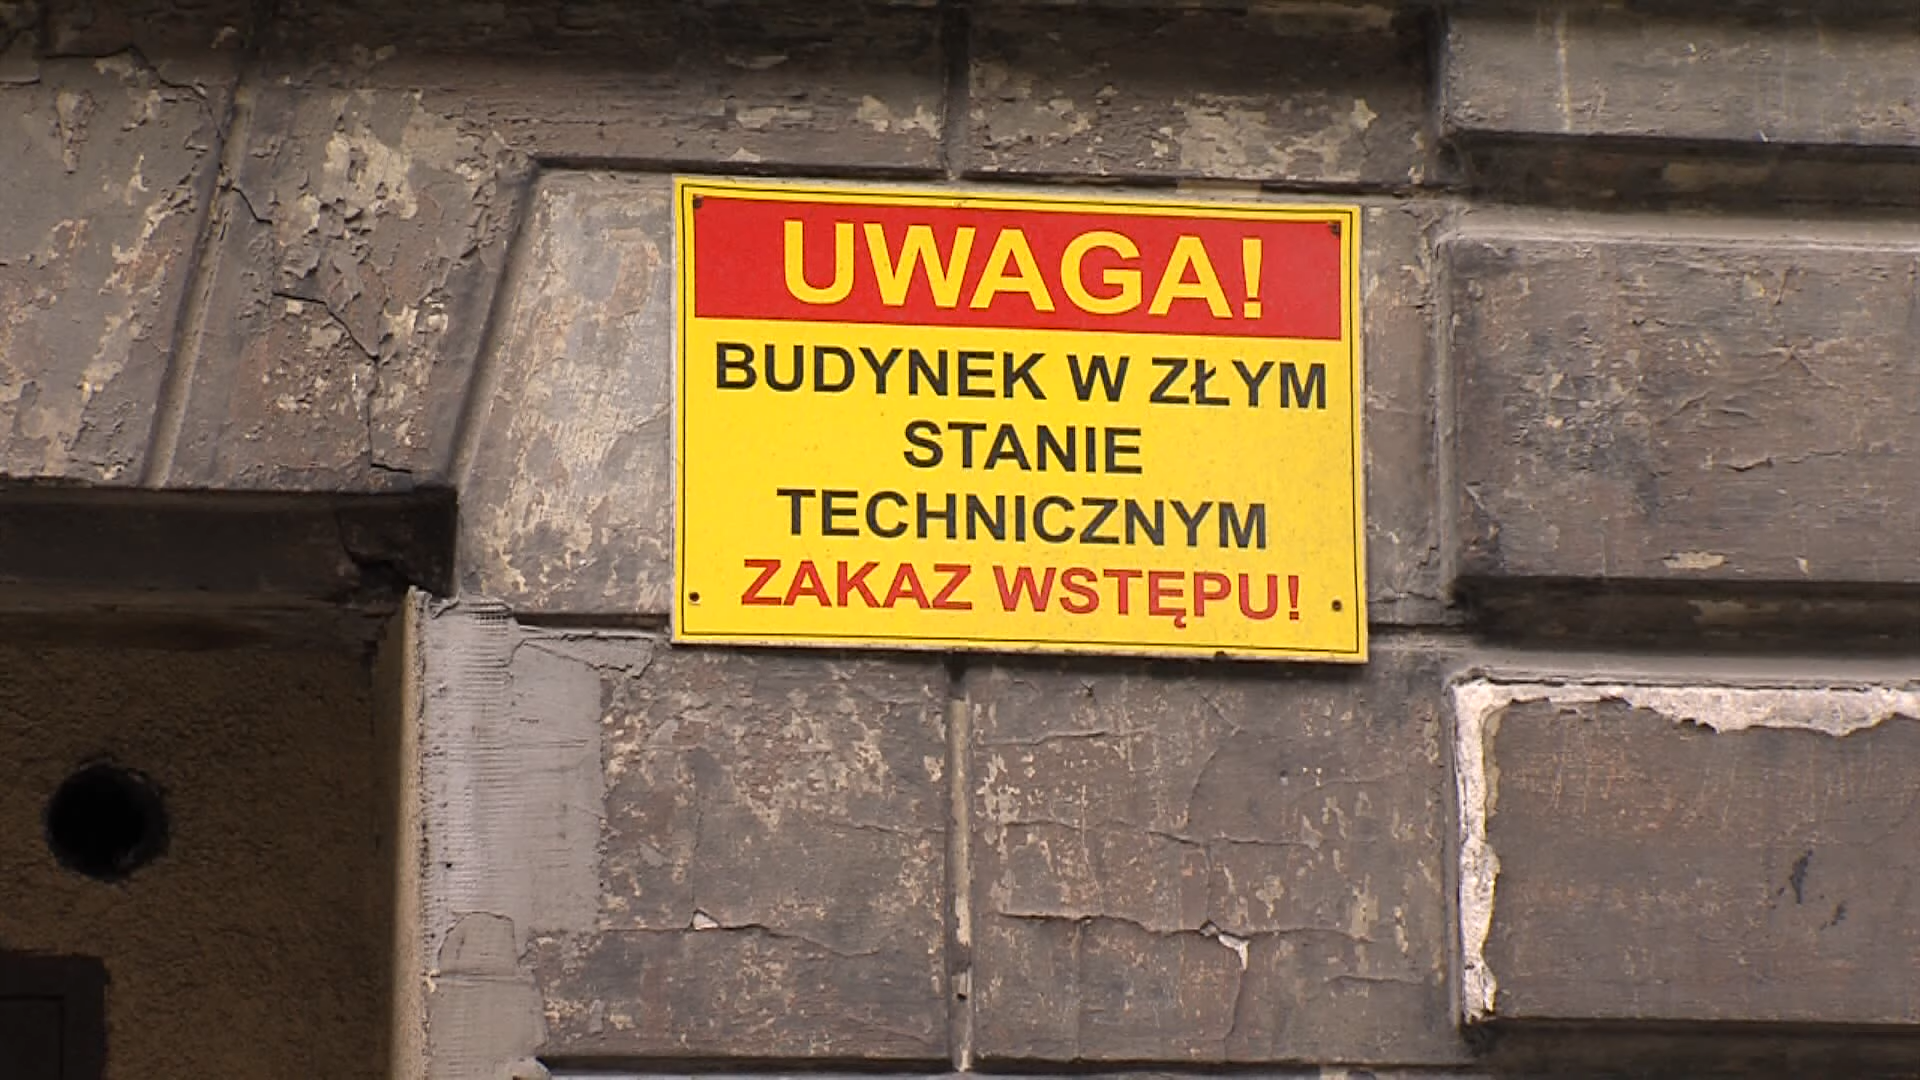 UWAGA!
BUDYNEK W ZŁYM
STANIE
TECHNICZNYM
ZAKAZ WSTĘPU!